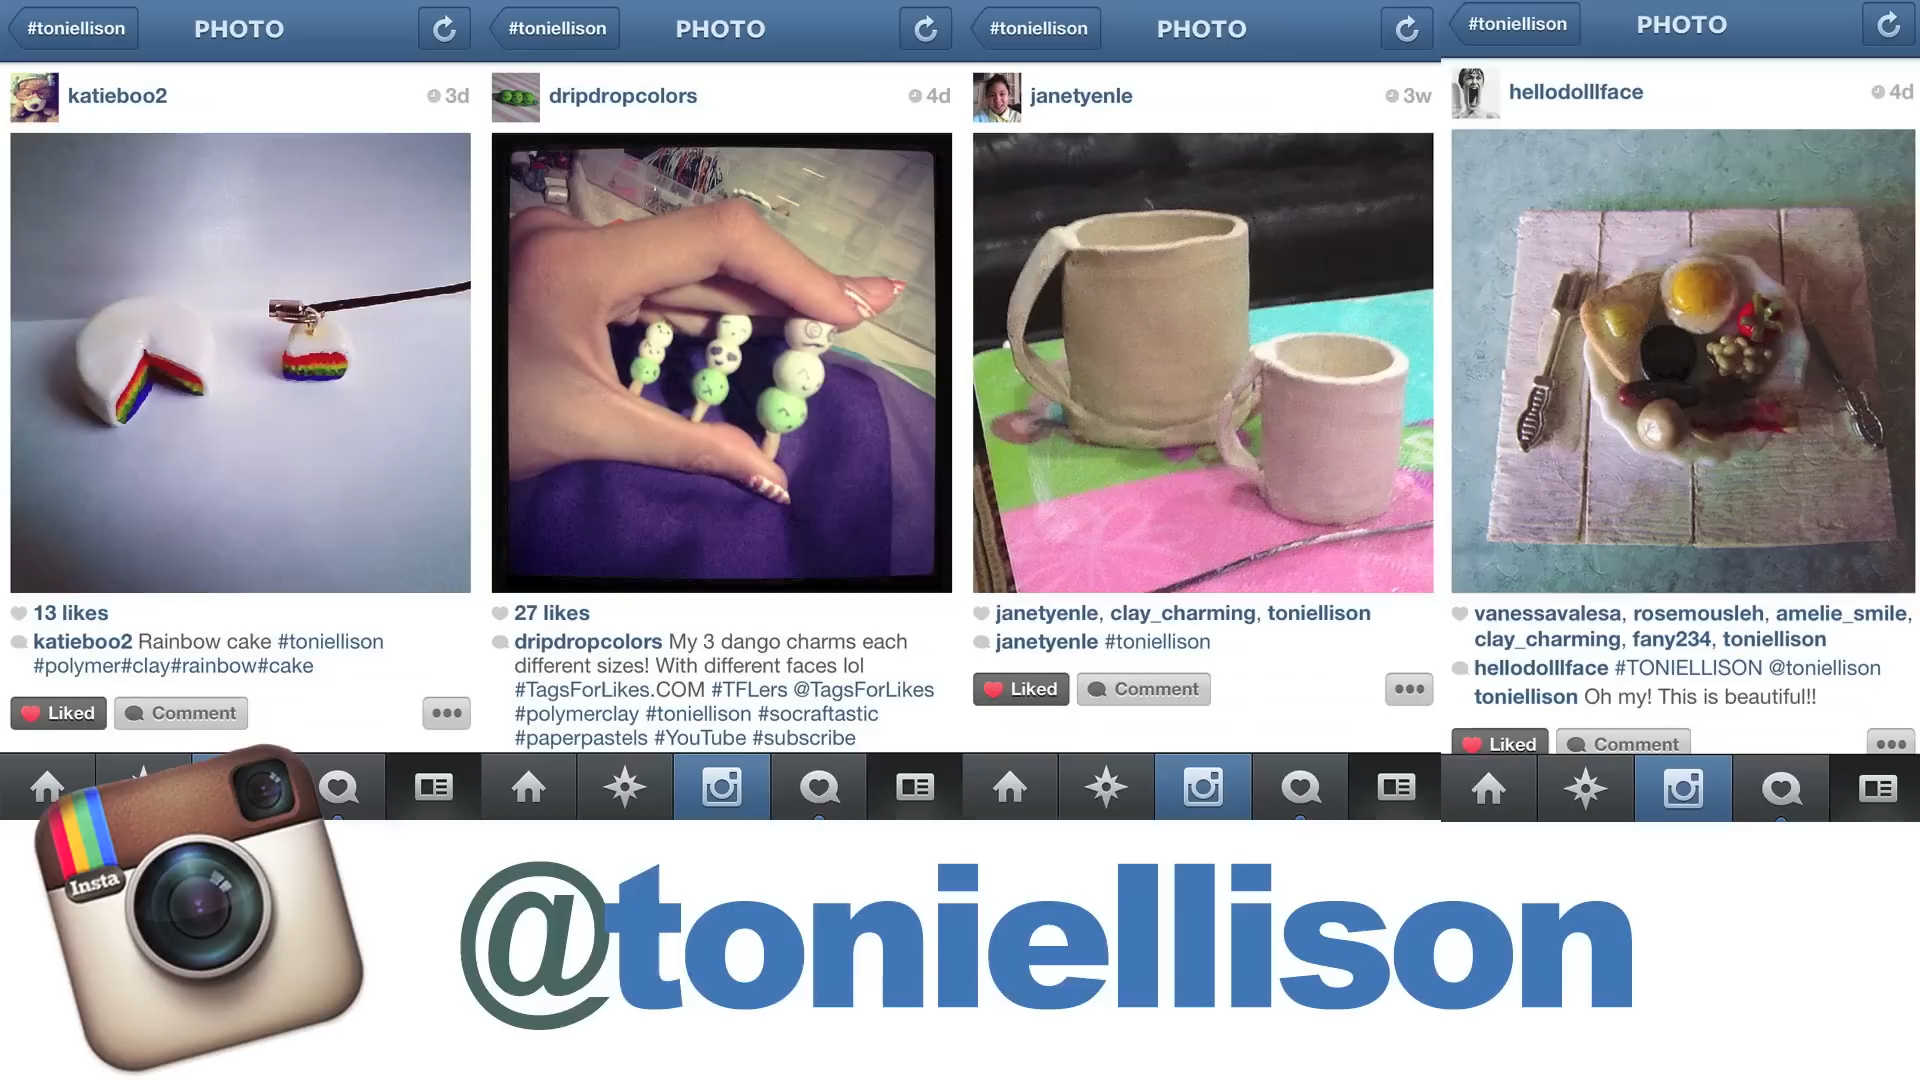 #toniellison
PHOTO
katieboo2
3d
13 likes
katieboo2 Rainbow cake #toniellison
#polymer#clay#rainbow#cake
Liked
Comment
#toniellison
PHOTO
dripdropcolors
4d
27 likes
dripdropcolors My 3 dango charms each
different sizes! With different faces lol
#TagsForLikes.COM #TFLers @TagsForLikes
#polymerclay #toniellison #socraftastic
#paperpastels #YouTube #subscribe
#toniellison
PHOTO
janetyenle
3w
janetyenle, clay_charming, toniellison
janetyenle #toniellison
Liked
Comment
#toniellison
PHOTO
hellodolllface
4d
vanessavalesa, rosemousleh, amelie_smile,
clay_charming, fany234, toniellison
hellodolllface #TONIELLISON @toniellison
toniellison Oh my! This is beautiful!!
Liked
Comment
Insta
@toniellison